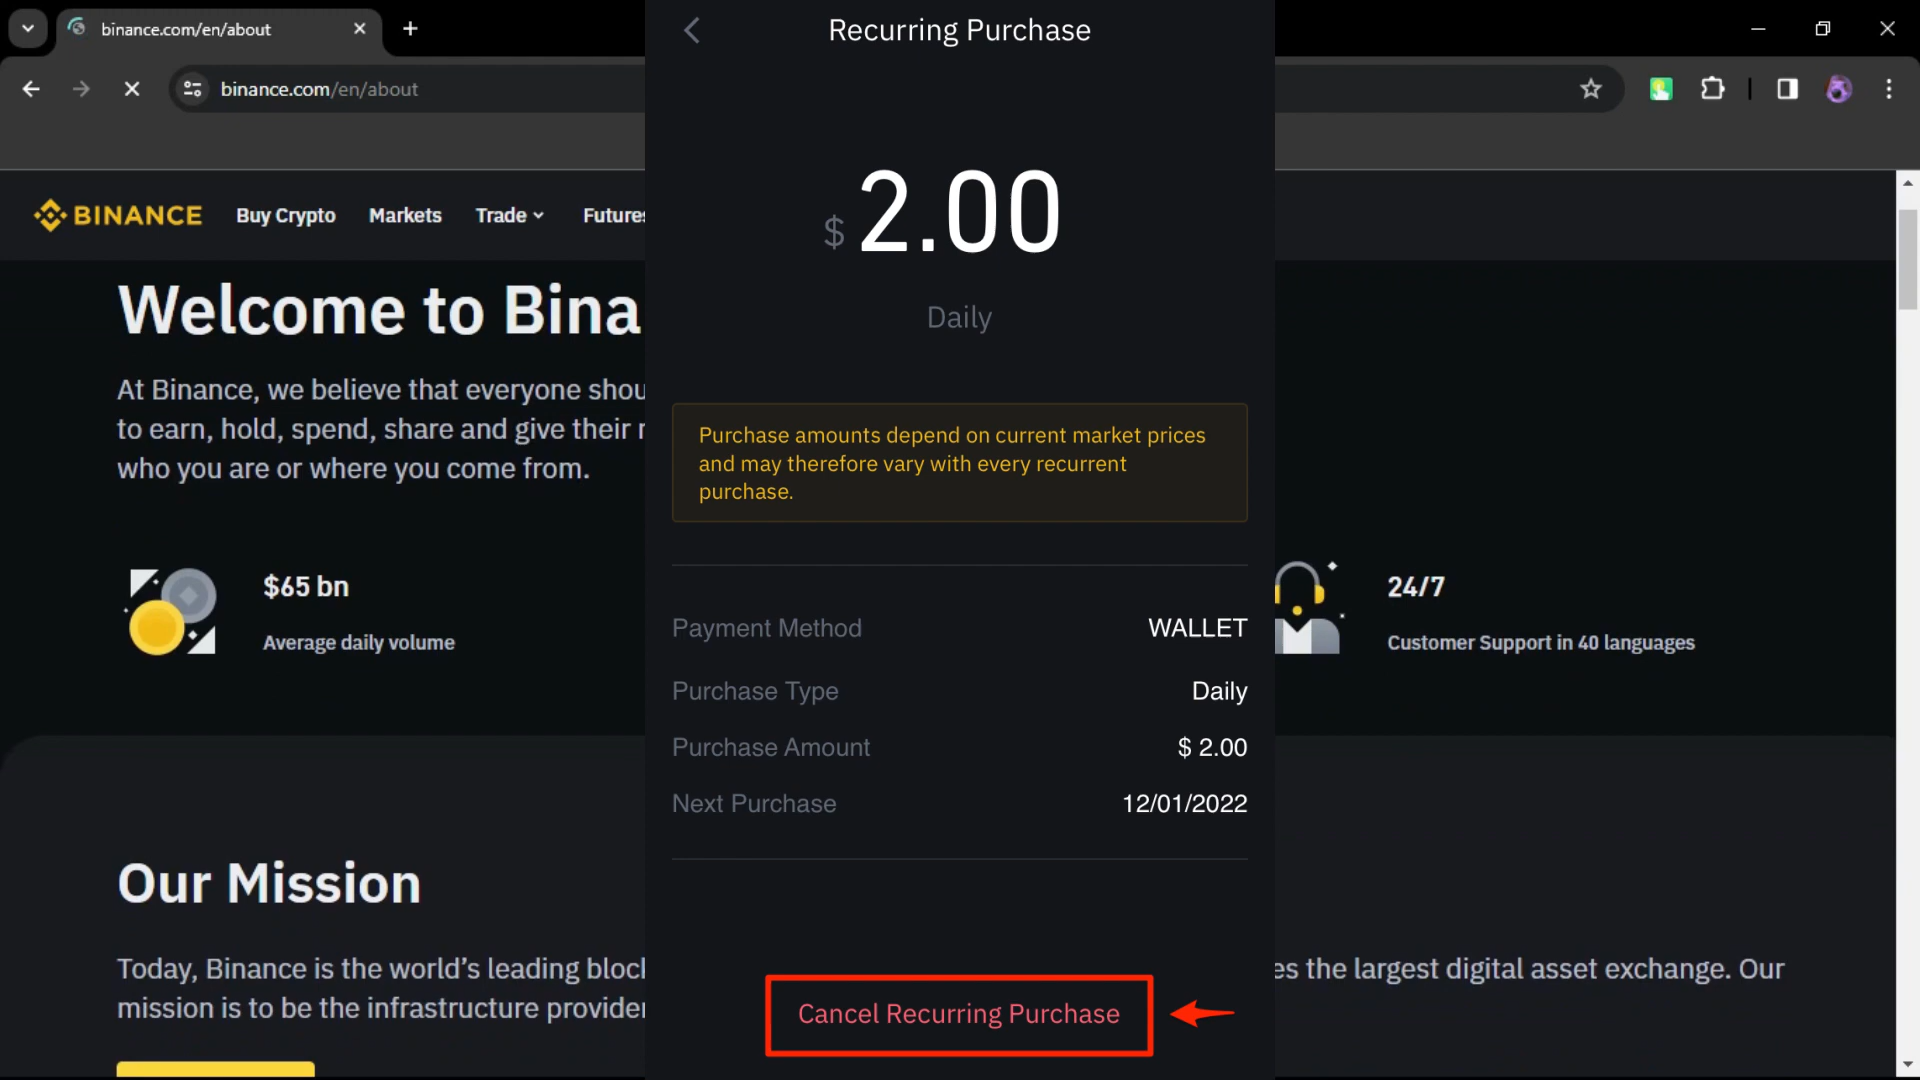 binance.com/en/about
binance.com/en/about
BINANCE
Buy Crypto
Markets
Trade
Futures
Welcome to Bina
At Binance, we believe that everyone shou
to earn, hold, spend, share and give their r
who you are or where you come from.
$65 bn
Average daily volume
24/7
Customer Support in 40 languages
Our Mission
Today, Binance is the world's leading block
es the largest digital asset exchange. Our
mission is to be the infrastructure provider
Recurring Purchase
$ 2.00
Daily
Purchase amounts depend on current market prices
and may therefore vary with every recurrent
purchase.
Payment Method WALLET
Purchase Type Daily
Purchase Amount $ 2.00
Next Purchase 12/01/2022
Cancel Recurring Purchase